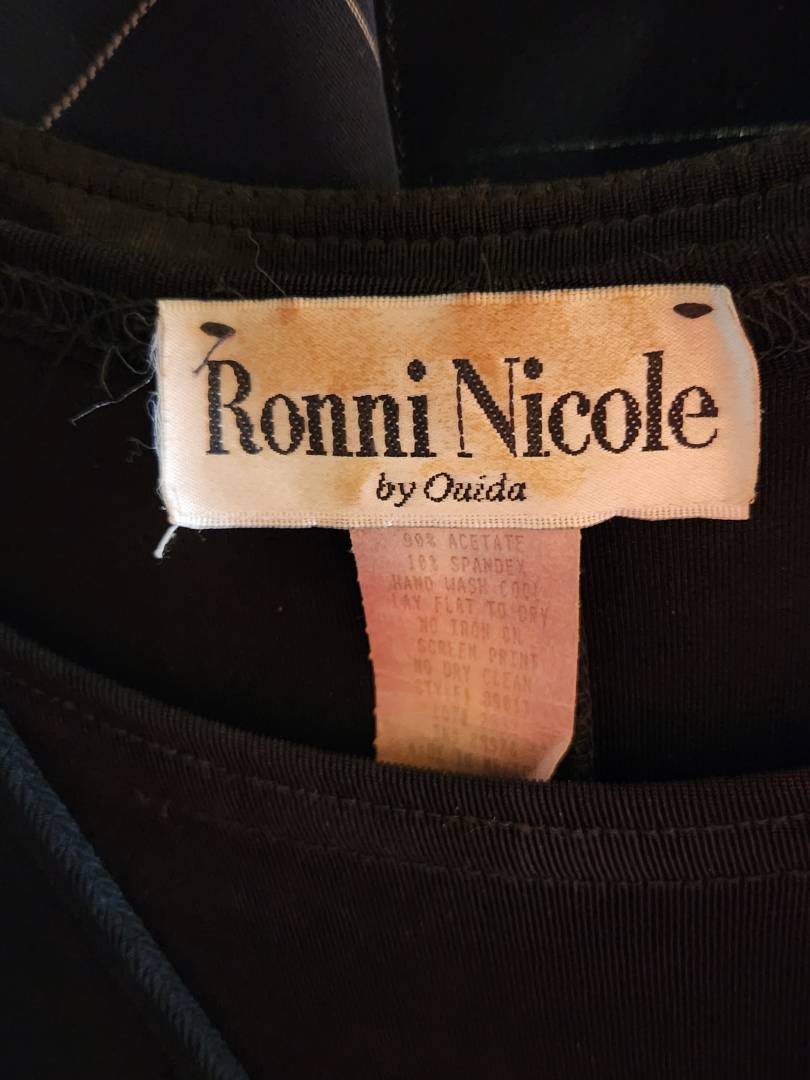 Ronni Nicole
by Ouida
90% ACETATE
10% SPANDEX
HAND WASH COOL
LAY FLAT TO DRY
NO IRON ON
SCREEN PRINT
NO DRY CLEAN